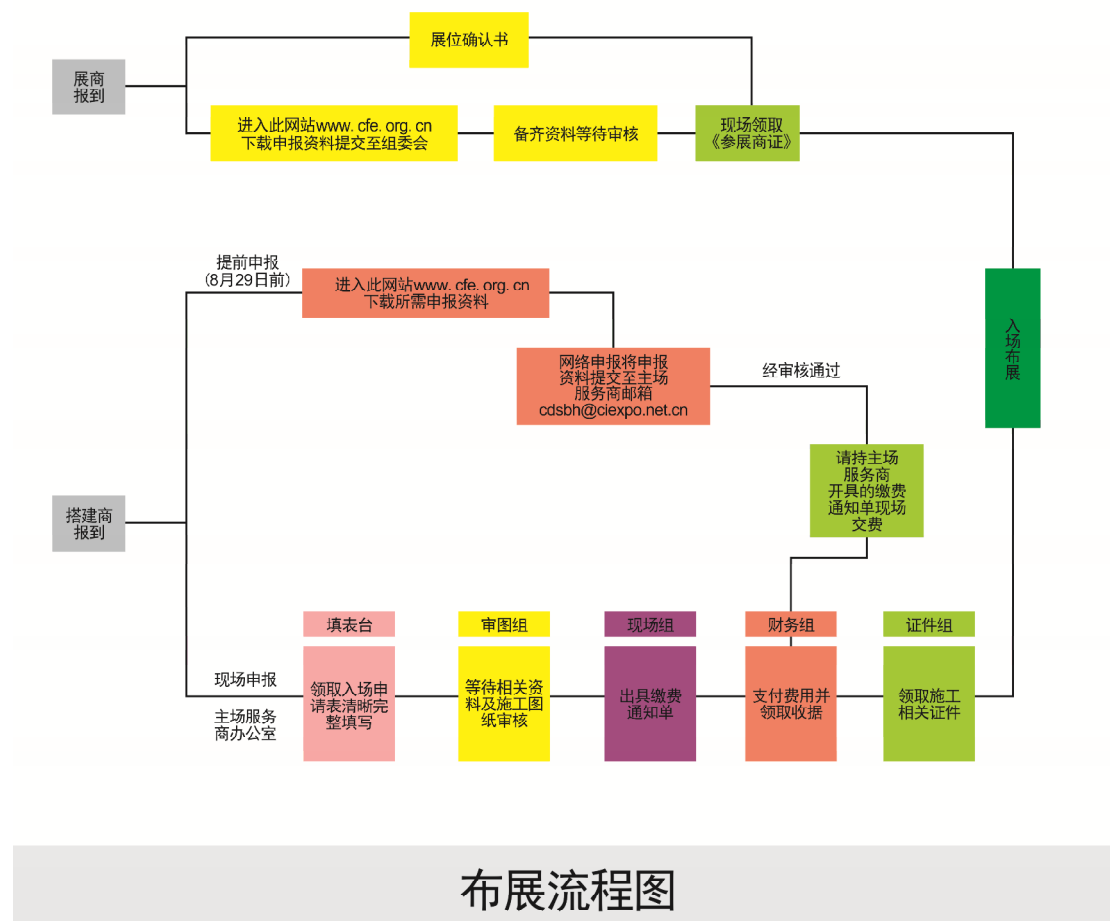 展位确认书
展商
报到
进入此网站www.cfe.org.cn
下载申报资料提交至组委会
备齐资料等待审核
现场领取
《参展商证》
提前申报
(8月29日前)
进入此网站www.cfe.org.cn
下载所需申报资料
入场布展
网络申报将申报
资料提交至主场
服务商邮箱
cdsbh@ciexpo.net.cn
经审核通过
请持主场
服务商
开具的缴费
通知单现场
交费
搭建商
报到
填表台
审图组
现场组
财务组
证件组
现场申报
主场服务
商办公室
领取入场申
请表清晰完
整填写
等待相关资
料及施工图
纸审核
出具缴费
通知单
支付费用并
领取收据
领取施工
相关证件
布展流程图